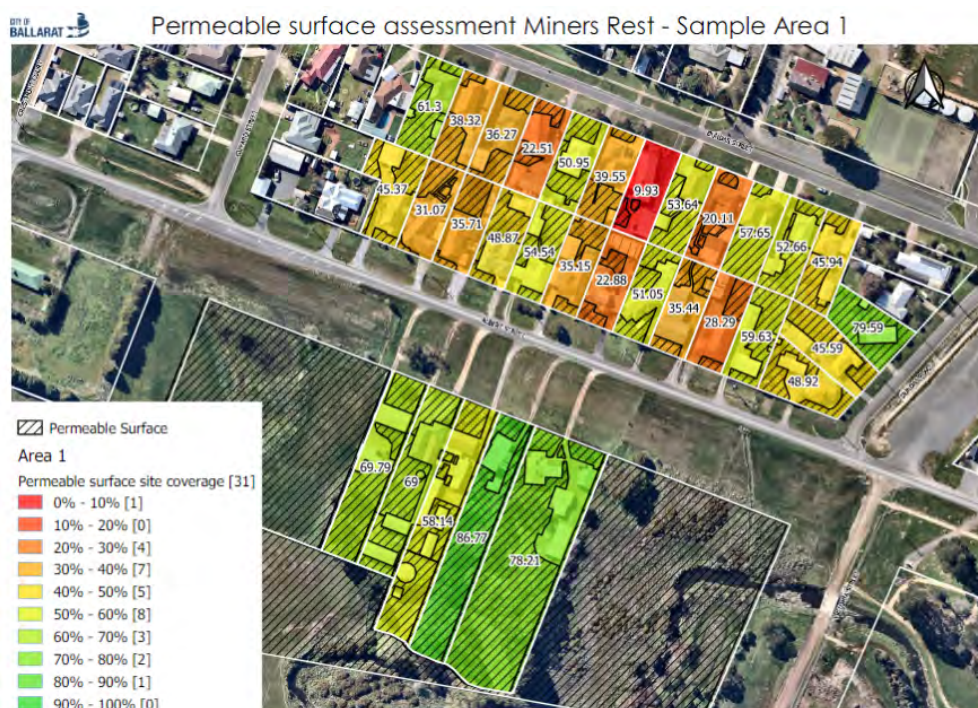 CITY OF
BALLARAT
Permeable surface assessment Miners Rest - Sample Area 1
61.3
38.32
36.27
22.51
50.95
39.55
9.93
53.64
20.11
57.65
52.66
45.94
79.59
45.37
31.07
35.71
48.87
54.54
35.15
22.88
51.05
35.44
28.29
59.63
45.59
48.92
69.79
69
58.14
86.77
78.21
Permeable Surface
Area 1
Permeable surface site coverage [31]
0% - 10% [1]
10% - 20% [0]
20% - 30% [4]
30% - 40% [7]
40% - 50% [5]
50% - 60% [8]
60% - 70% [3]
70% - 80% [2]
80% - 90% [1]
90% - 100% [0]